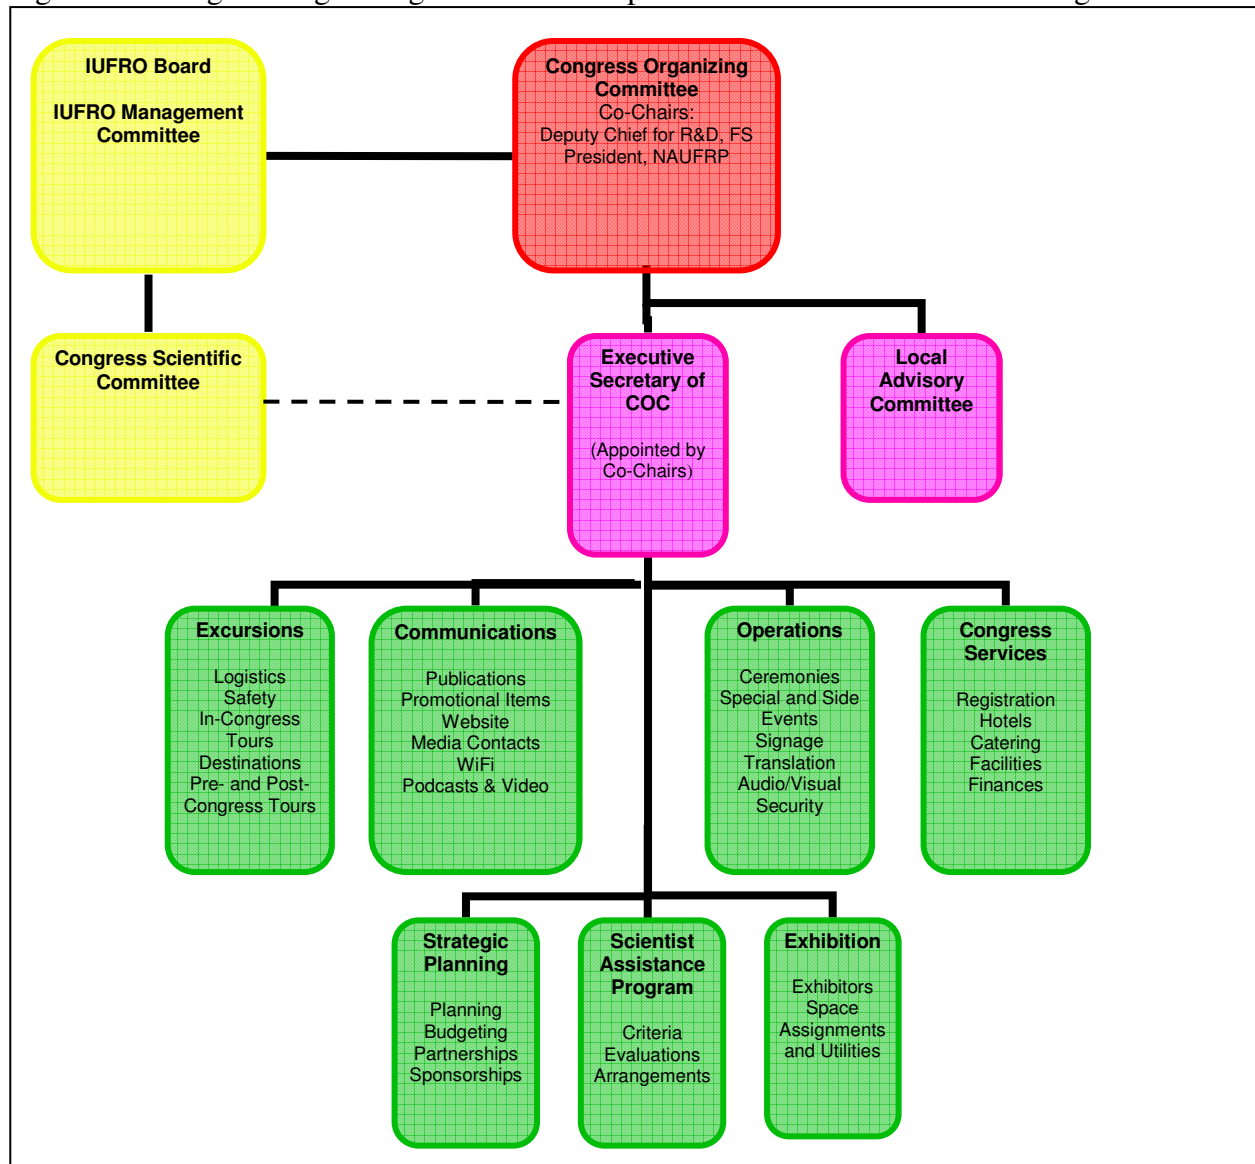 IUFRO Board
IUFRO Management
Committee
Congress Organizing
Committee
Co-Chairs:
Deputy Chief for R&D, FS
President, NAUFRP
Congress Scientific
Committee
Executive
Secretary of
COC
(Appointed by
Co-Chairs)
Local
Advisory
Committee
Excursions
Logistics
Safety
In-Congress
Tours
Destinations
Pre- and Post-
Congress Tours
Communications
Publications
Promotional Items
Website
Media Contacts
WiFi
Podcasts & Video
Operations
Ceremonies
Special and Side
Events
Signage
Translation
Audio/Visual
Security
Congress
Services
Registration
Hotels
Catering
Facilities
Finances
Strategic
Planning
Planning
Budgeting
Partnerships
Sponsorships
Scientist
Assistance
Program
Criteria
Evaluations
Arrangements
Exhibition
Exhibitors
Space
Assignments
and Utilities